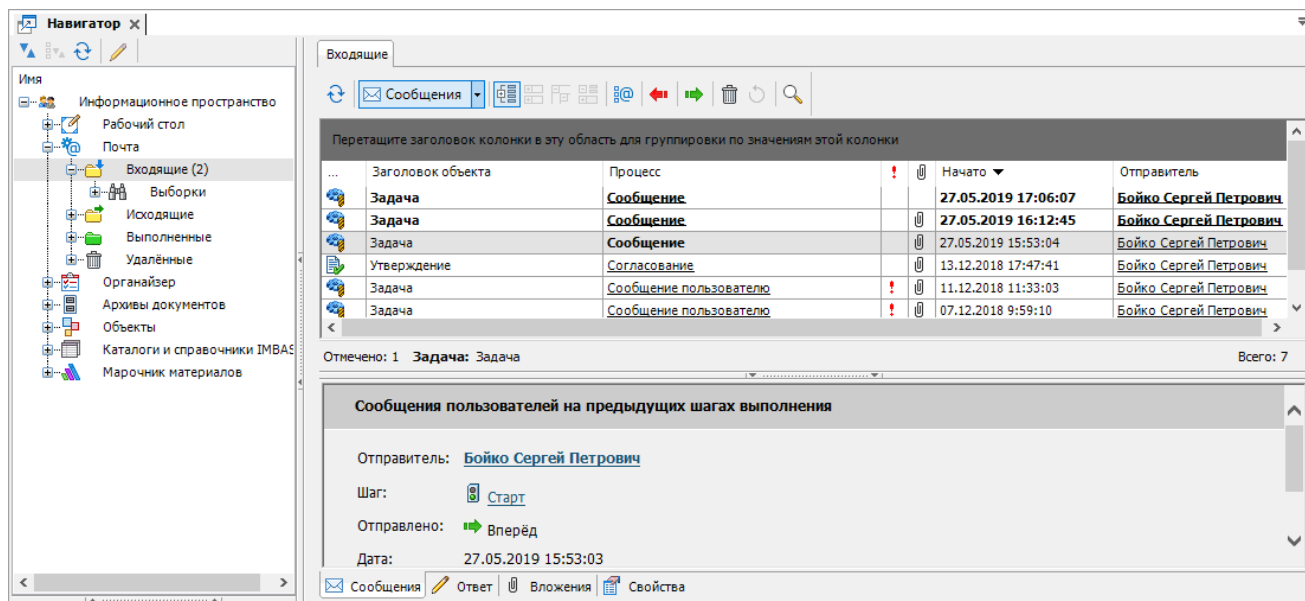 Навигатор
Имя
Информационное пространство
Рабочий стол
Почта
Входящие (2)
Выборки
Исходящие
Выполненные
Удалённые
Органайзер
Архивы документов
Объекты
Каталоги и справочники IMBAS
Марочник материалов
Входящие
Сообщения
Перетащите заголовок колонки в эту область для группировки по значениям этой колонки
... Заголовок объекта Процесс Начато Отправитель
Задача Сообщение 27.05.2019 17:06:07 Бойко Сергей Петрович
Задача Сообщение 27.05.2019 16:12:45 Бойко Сергей Петрович
Задача Сообщение 27.05.2019 15:53:04 Бойко Сергей Петрович
Утверждение Согласование 13.12.2018 17:47:41 Бойко Сергей Петрович
Задача Сообщение пользователю 11.12.2018 11:33:03 Бойко Сергей Петрович
Задача Сообщение пользователю 07.12.2018 9:59:10 Бойко Сергей Петрович
Отмечено: 1 Задача: Задача Всего: 7
Сообщения пользователей на предыдущих шагах выполнения
Отправитель: Бойко Сергей Петрович
Шаг: Старт
Отправлено: Вперёд
Дата: 27.05.2019 15:53:03
Сообщения Ответ Вложения Свойства